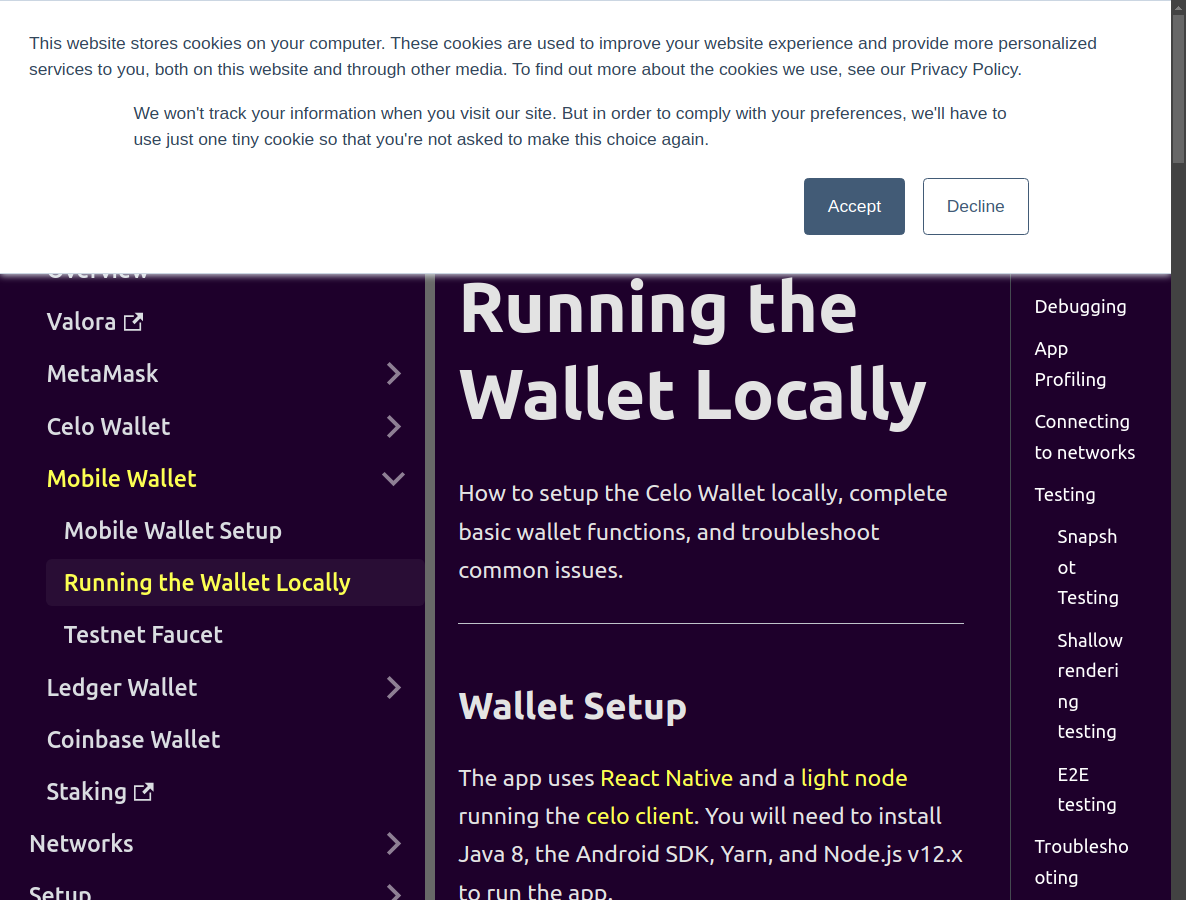 This website stores cookies on your computer. These cookies are used to improve your website experience and provide more personalized
services to you, both on this website and through other media. To find out more about the cookies we use, see our Privacy Policy.
We won't track your information when you visit our site. But in order to comply with your preferences, we'll have to
use just one tiny cookie so that you're not asked to make this choice again.
Accept
Decline
Overview
Valora
MetaMask
Celo Wallet
Mobile Wallet
Mobile Wallet Setup
Running the Wallet Locally
Testnet Faucet
Ledger Wallet
Coinbase Wallet
Staking
Networks
Setup
Running the
Wallet Locally
How to setup the Celo Wallet locally, complete
basic wallet functions, and troubleshoot
common issues.
Wallet Setup
The app uses React Native and a light node
running the celo client. You will need to install
Java 8, the Android SDK, Yarn, and Node.js v12.x
to run the app.
Debugging
App
Profiling
Connecting
to networks
Testing
Snapsh
ot
Testing
Shallow
renderi
ng
testing
E2E
testing
Troublesho
oting